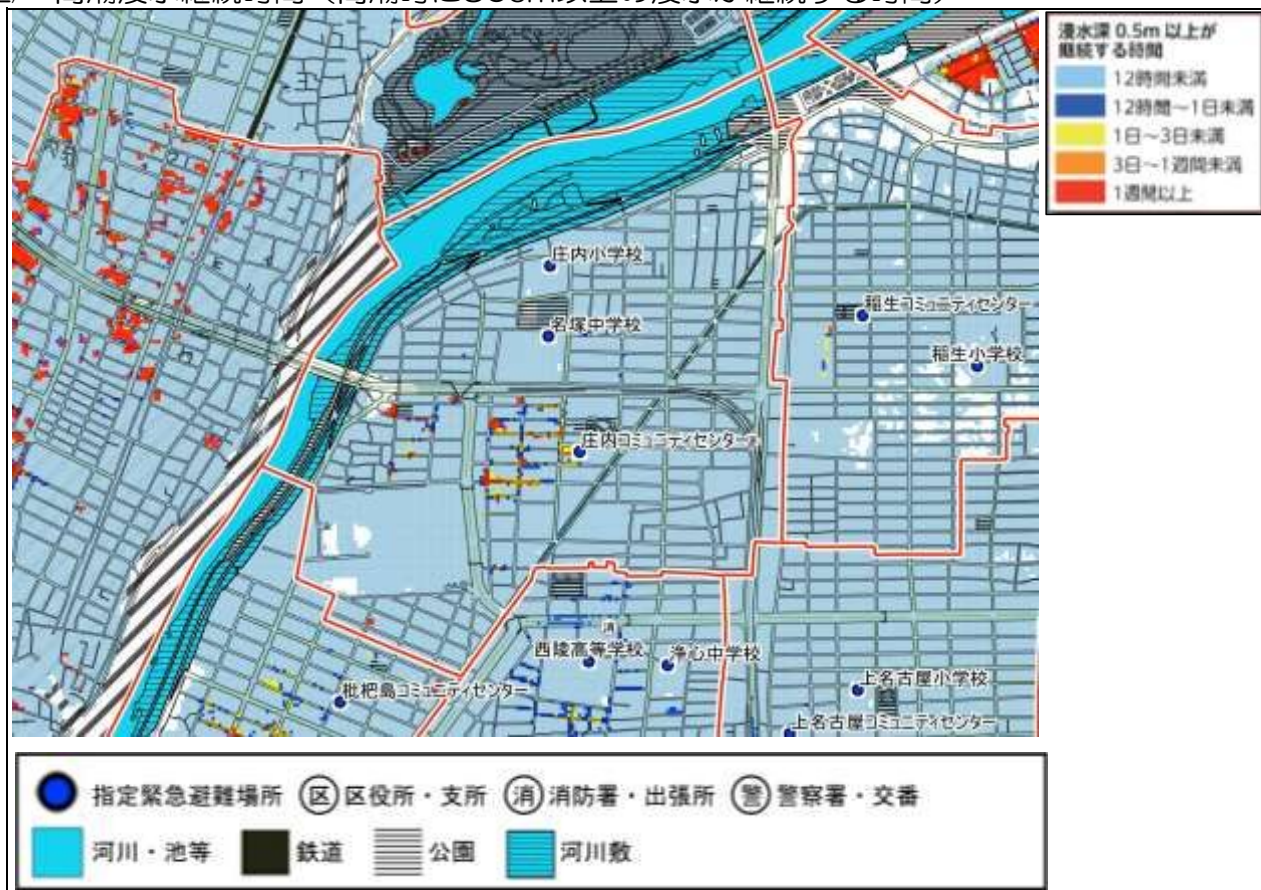 浸水深 0.5m 以上が
継続する時間
12時間未満
12時間～1日未満
1日～3日未満
3日～1週間未満
1週間以上
庄内小学校
名塚中学校
稲生コミュニティセンター
稲生小学校
庄内コミュニティセンター
消
西陵高等学校
浄心中学校
枇杷島コミュニティセンター
上名古屋小学校
上名古屋コミュニティセンター
指定緊急避難場所 区 区役所・支所 消 消防署・出張所 警 警察署・交番
河川・池等 鉄道 公園 河川敷